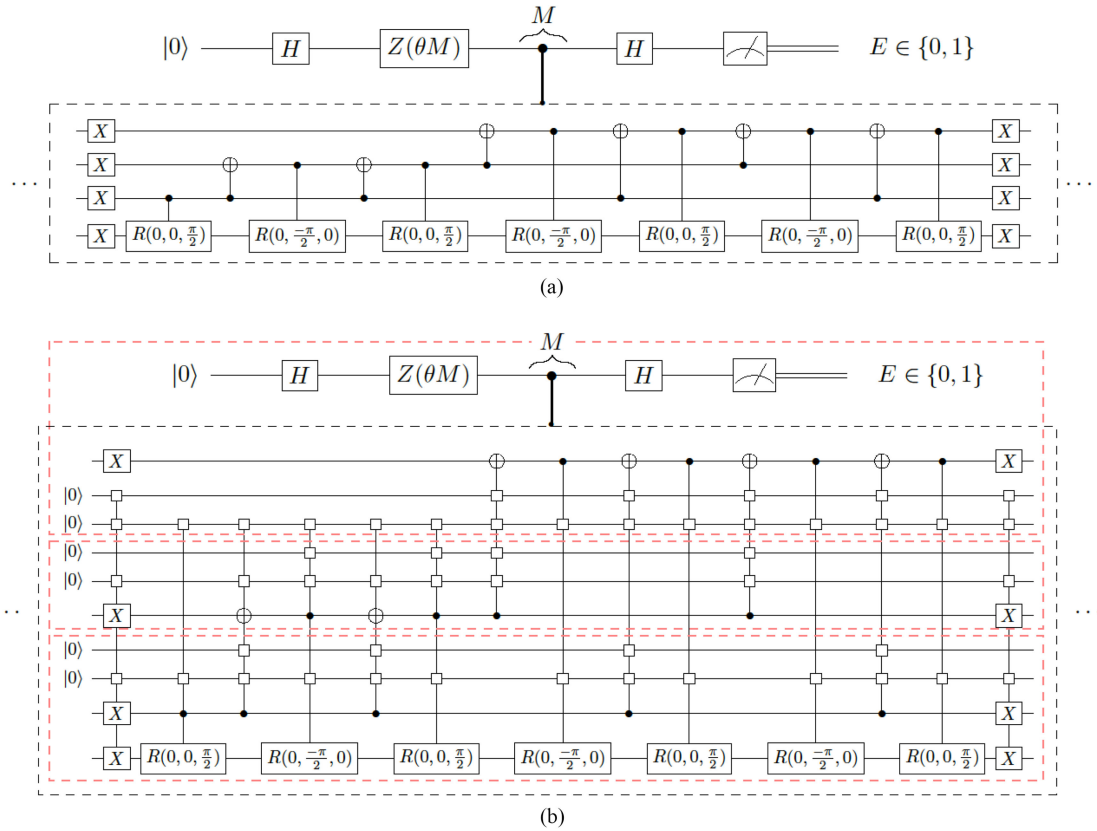 M
|0⟩ H Z(θM) H E ∈ {0, 1}
X X
X X
... X X ...
X R(0, 0, π/2) R(0, −π/2, 0) R(0, 0, π/2) R(0, −π/2, 0) R(0, 0, π/2) R(0, −π/2, 0) R(0, 0, π/2) X
(a)
M
|0⟩ H Z(θM) H E ∈ {0, 1}
X X
|0⟩
|0⟩
|0⟩
|0⟩
.. X X ..
|0⟩
|0⟩
X X
X R(0, 0, π/2) R(0, −π/2, 0) R(0, 0, π/2) R(0, −π/2, 0) R(0, 0, π/2) R(0, −π/2, 0) R(0, 0, π/2) X
(b)